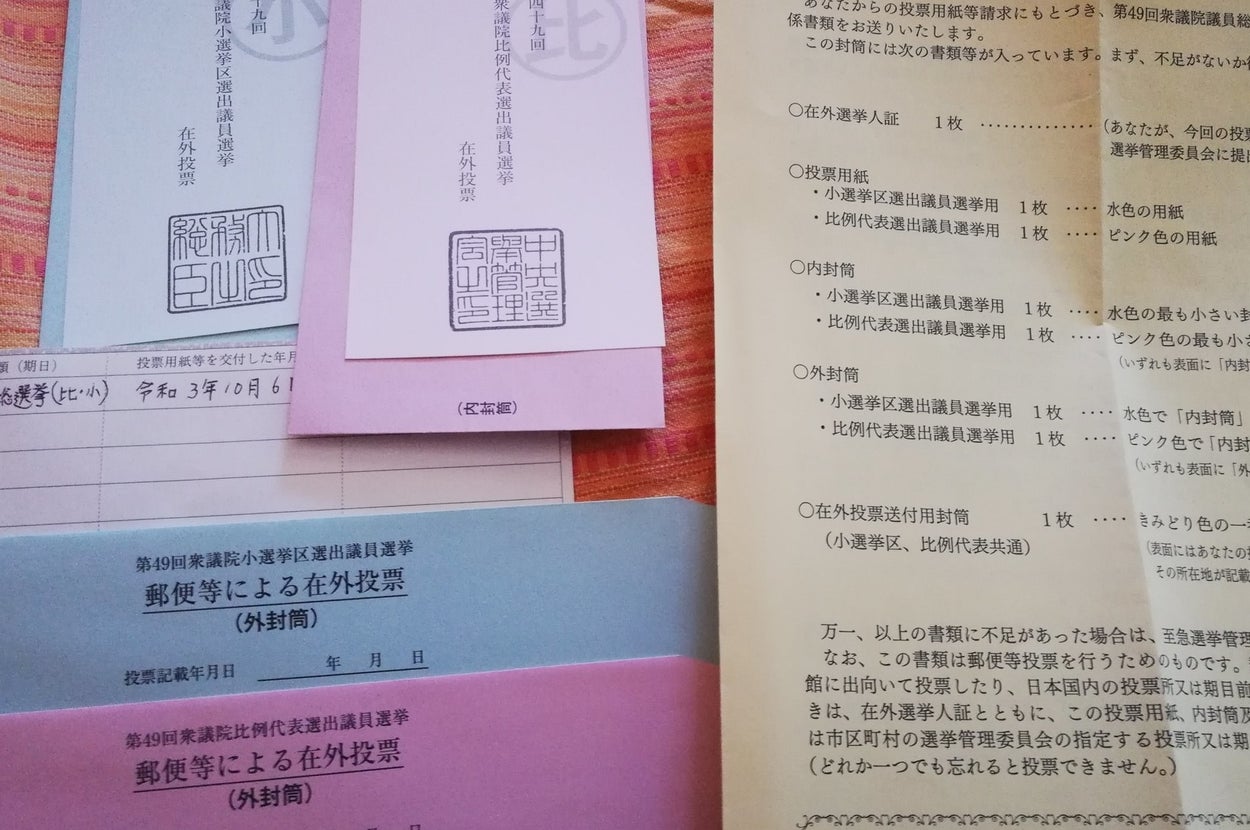 小
十九回
議院小選挙区選出議員選挙
在外投票
比
四十九回
衆議院比例代表選出議員選挙
在外投票
中央選挙管理
(内封筒)
(期日)
投票用紙等を交付した年月
総選挙(比・小)
令和 3年10月6日
第49回衆議院小選挙区選出議員選挙
郵便等による在外投票
(外封筒)
投票記載年月日 年 月 日
第49回衆議院比例代表選出議員選挙
郵便等による在外投票
(外封筒)
あなたからの投票用紙等請求にもとづき、第49回衆議院議員総
係書類をお送りいたします。
この封筒には次の書類等が入っています。まず、不足がないか
○在外選挙人証 1枚 ‥‥‥‥‥‥‥(あなたが、今回の投票
選挙管理委員会に提出
○投票用紙
・小選挙区選出議員選挙用 1枚 ‥‥ 水色の用紙
・比例代表選出議員選挙用 1枚 ‥‥ ピンク色の用紙
○内封筒
・小選挙区選出議員選挙用 1枚 ‥‥ 水色の最も小さい封
・比例代表選出議員選挙用 1枚 ‥‥ ピンク色の最も小さ
(いずれも表面に「内封
○外封筒
・小選挙区選出議員選挙用 1枚 ‥‥ 水色で「内封筒」
・比例代表選出議員選挙用 1枚 ‥‥ ピンク色で「内封
(いずれも表面に「外
○在外投票送付用封筒 1枚 ‥‥ きみどり色の一
(小選挙区、比例代表共通)
(表面にはあなたの
その所在地が記載
万一、以上の書類に不足があった場合は、至急選挙管理
なお、この書類は郵便等投票を行うためのものです。
館に出向いて投票したり、日本国内の投票所又は期日前
きは、在外選挙人証とともに、この投票用紙、内封筒及
は市区町村の選挙管理委員会の指定する投票所又は期
(どれか一つでも忘れると投票できません。)